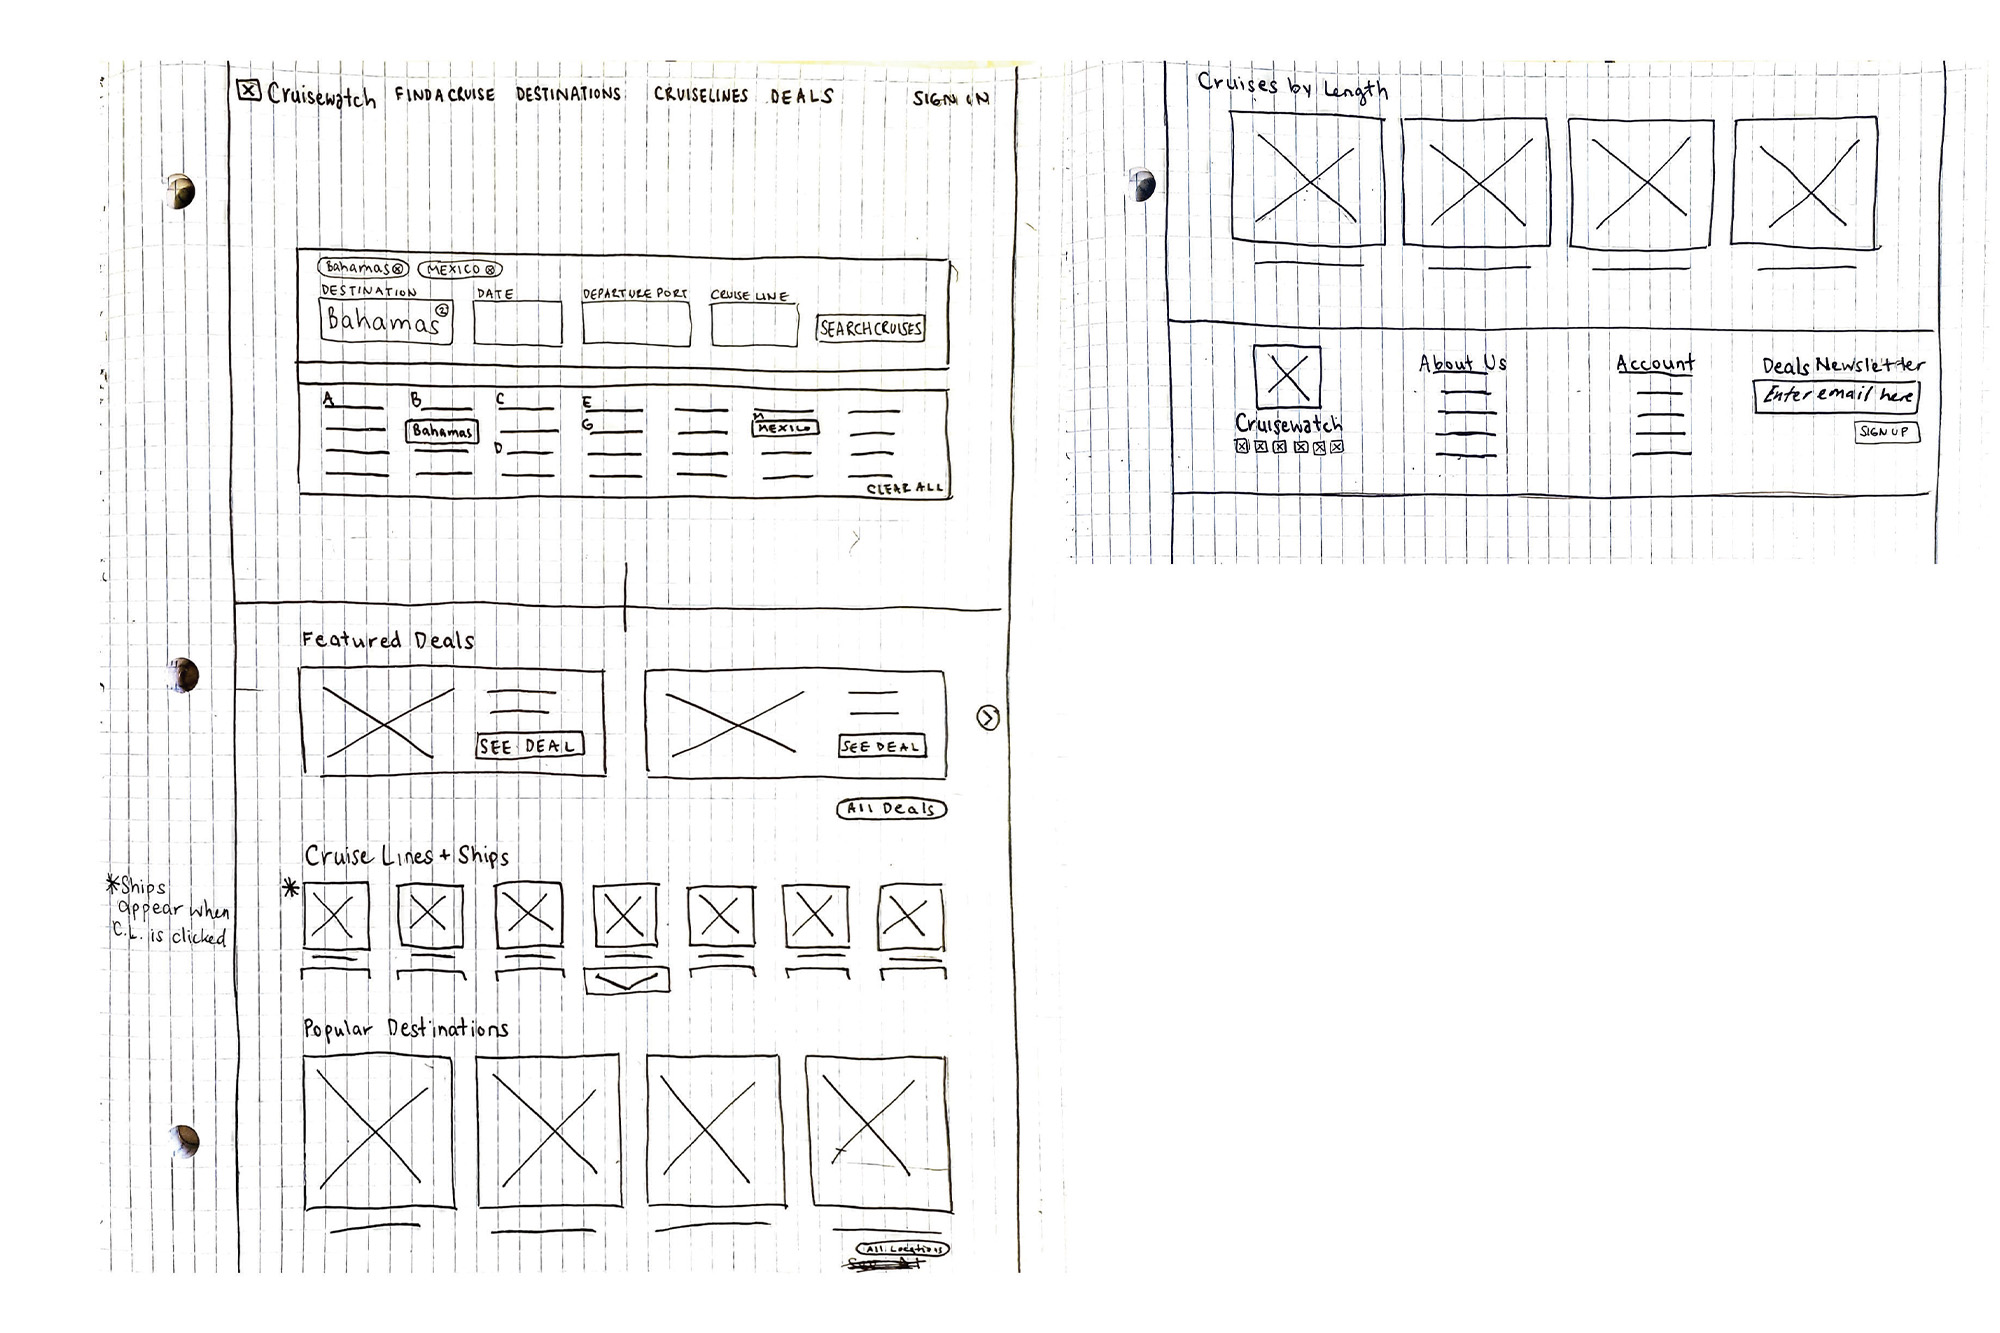 Cruisewatch FIND A CRUISE DESTINATIONS CRUISELINES DEALS SIGN IN
Bahamas MEXICO
DESTINATION DATE DEPARTURE PORT CRUISE LINE
Bahamas 2 SEARCH CRUISES
A B C E M
Bahamas G MEXICO
D
CLEAR ALL
Featured Deals
SEE DEAL SEE DEAL
All Deals
Cruise Lines + Ships
*Ships
appear when
C.L. is clicked
*
Popular Destinations
All Locations
Cruises by Length
About Us Account Deals Newsletter
Enter email here
Cruisewatch
SIGN UP